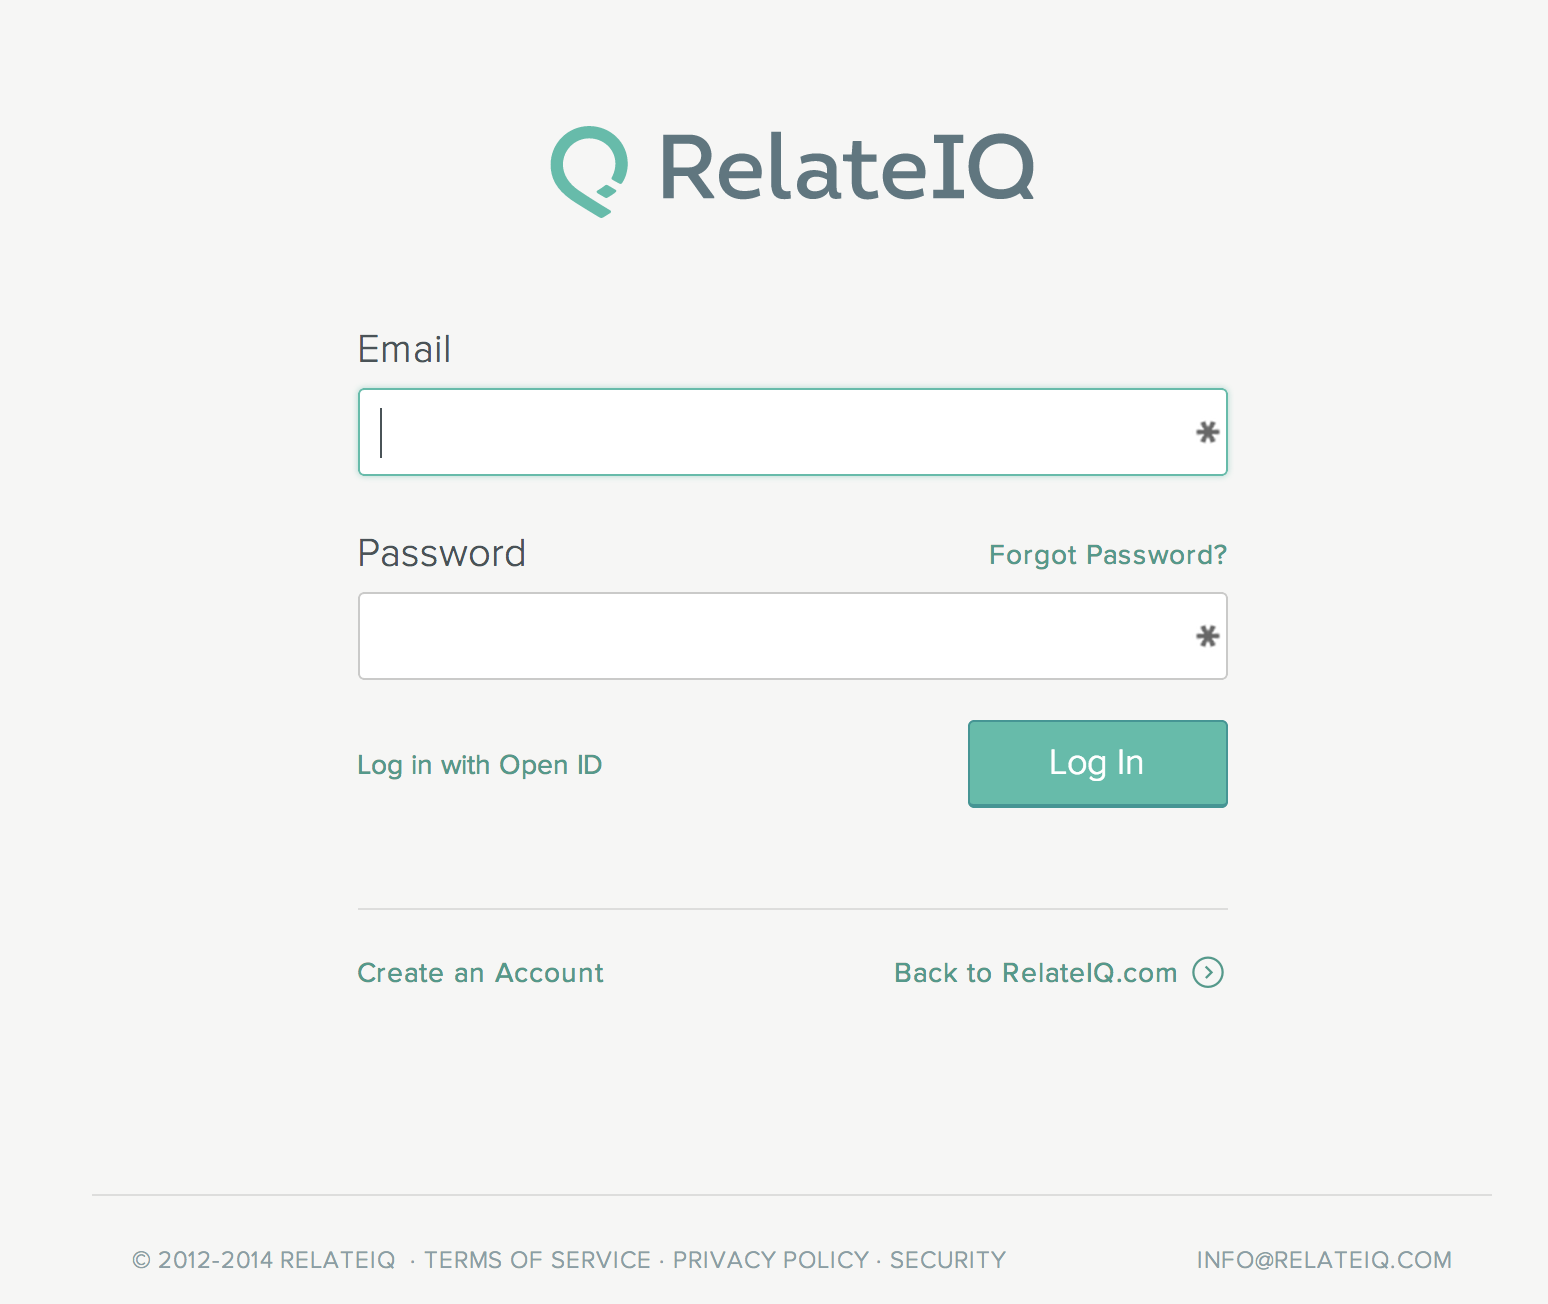 RelateIQ
Email
Password
Forgot Password?
Log in with Open ID
Log In
Create an Account
Back to RelateIQ.com
© 2012-2014 RELATEIQ · TERMS OF SERVICE · PRIVACY POLICY · SECURITY
INFO@RELATEIQ.COM